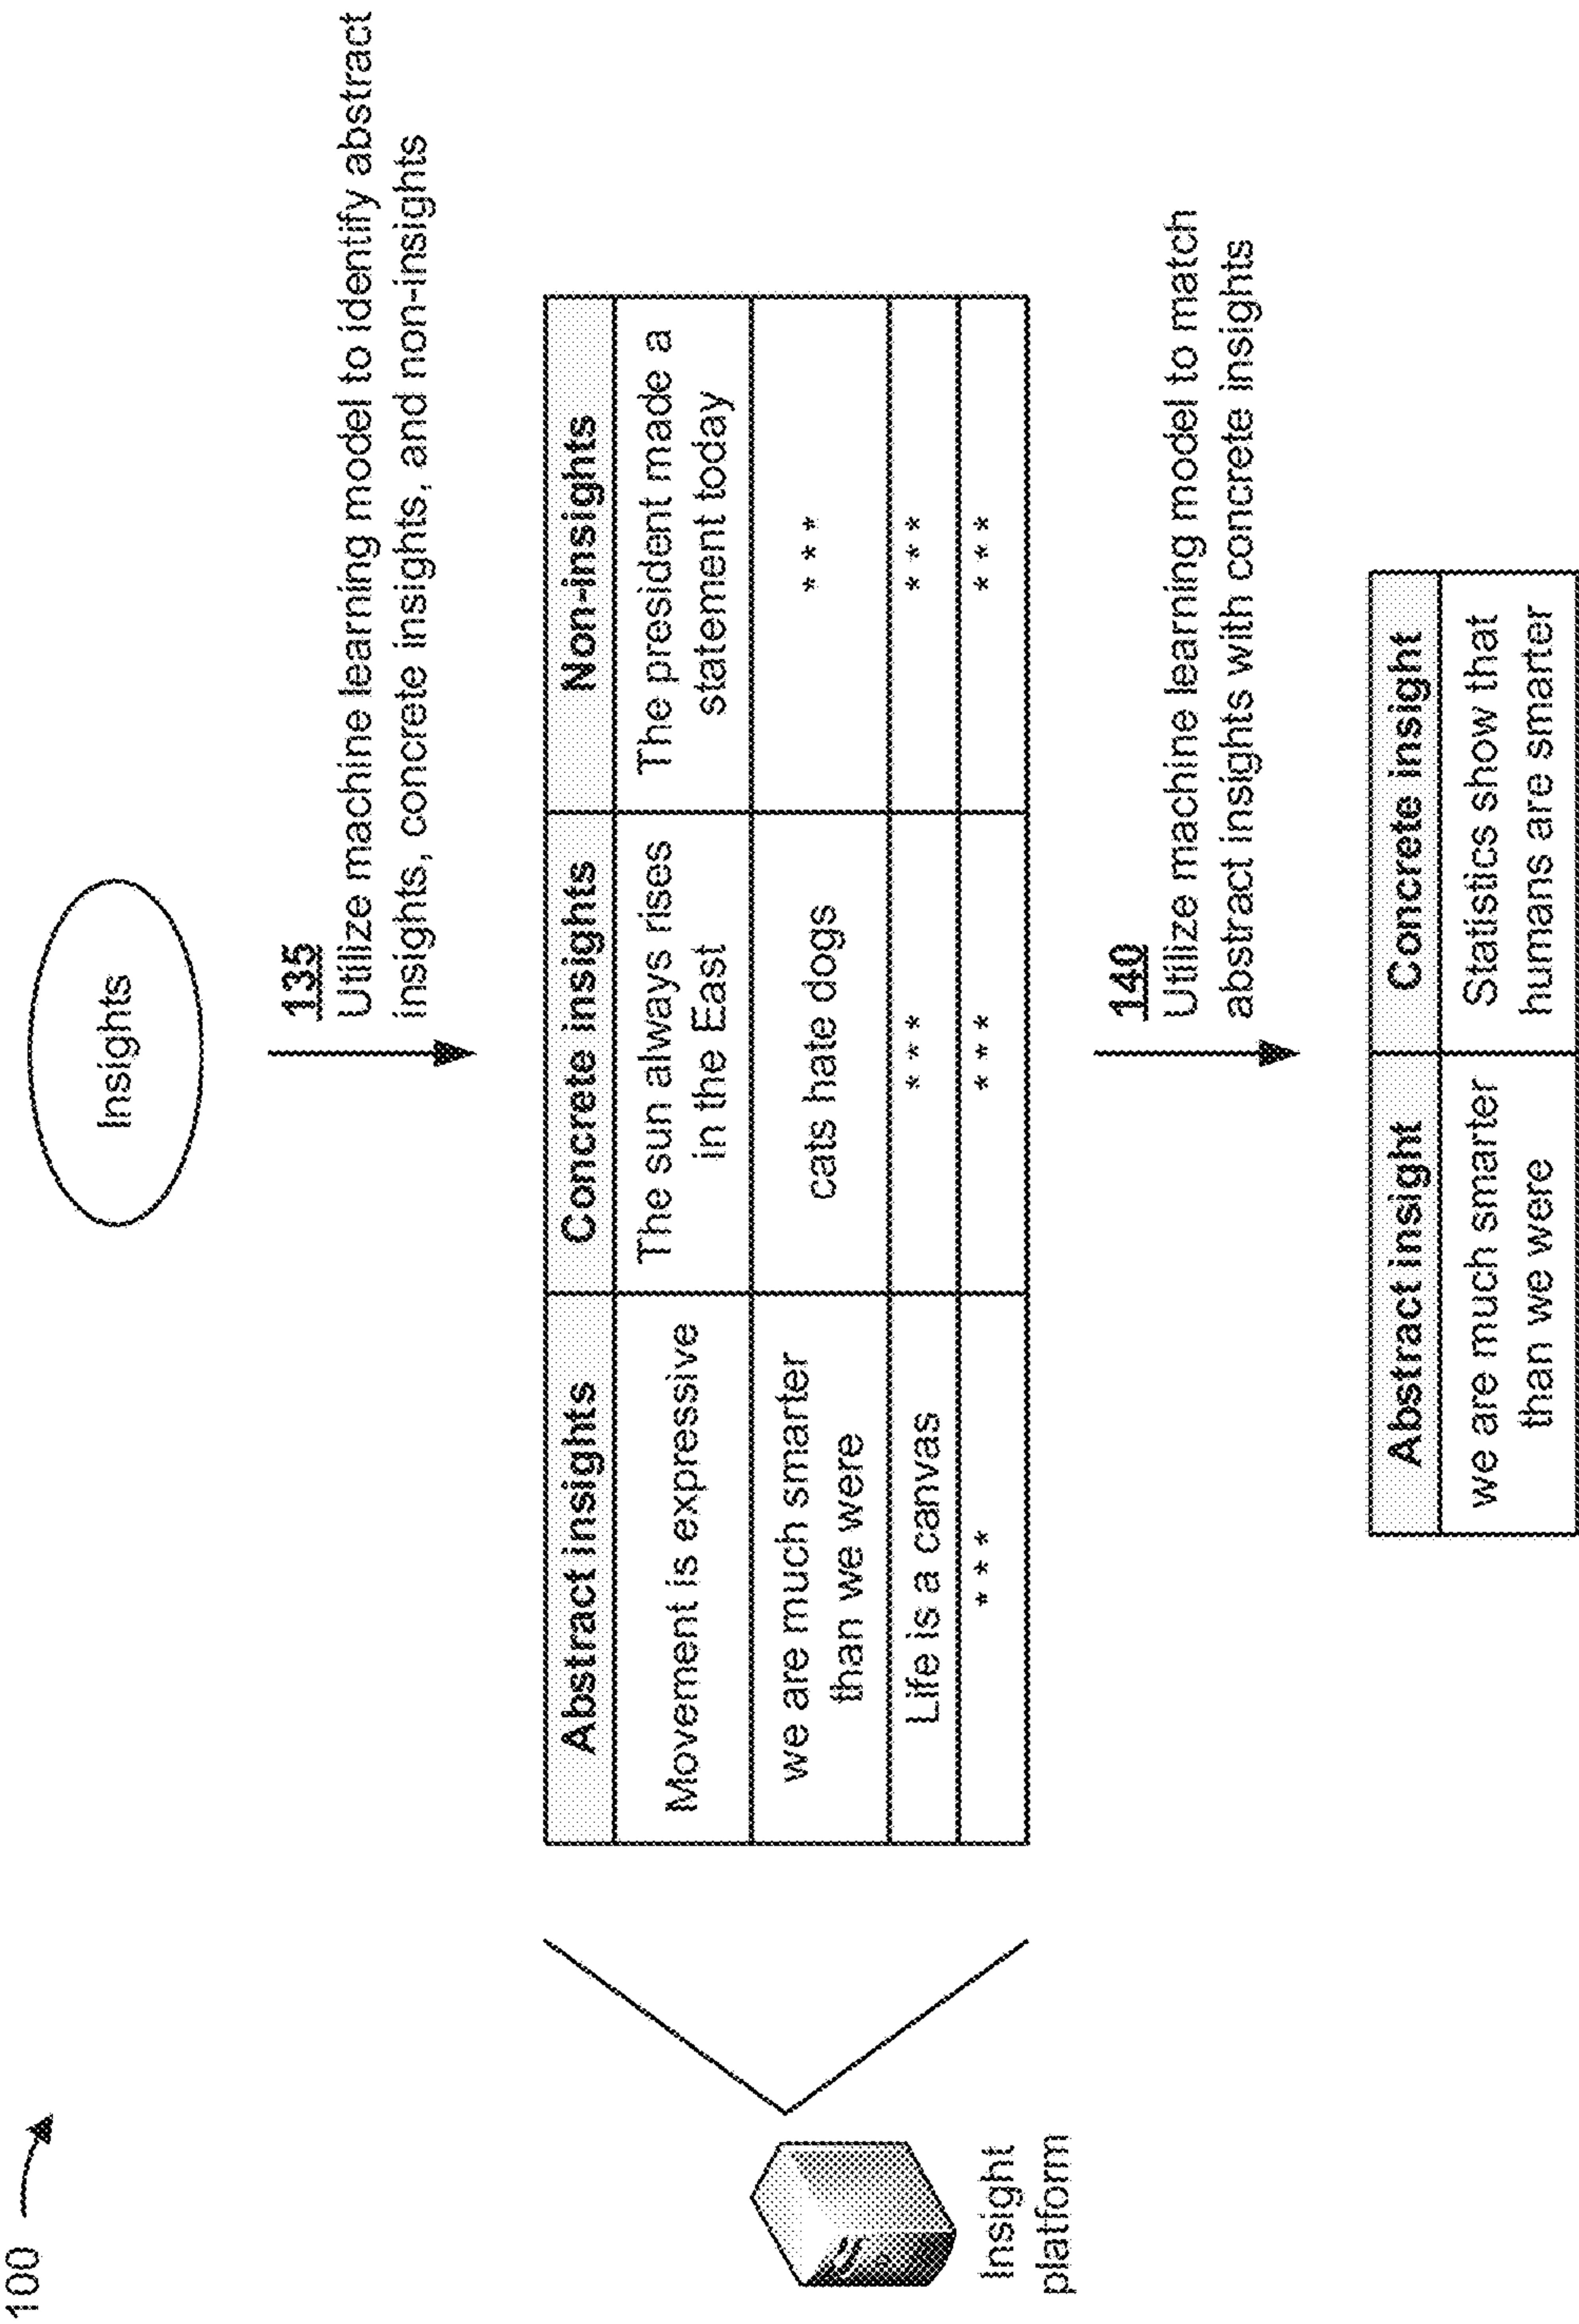 100
Insights
135
Utilize machine learning model to identify abstract
insights, concrete insights, and non-insights
Abstract insights
Concrete insights
Non-insights
Movement is expressive
The sun always rises
in the East
The president made a
statement today
we are much smarter
than we were
cats hate dogs
***
Life is a canvas
***
***
***
***
***
Insight
platform
140
Utilize machine learning model to match
abstract insights with concrete insights
Abstract insight
Concrete insight
we are much smarter
than we were
Statistics show that
humans are smarter